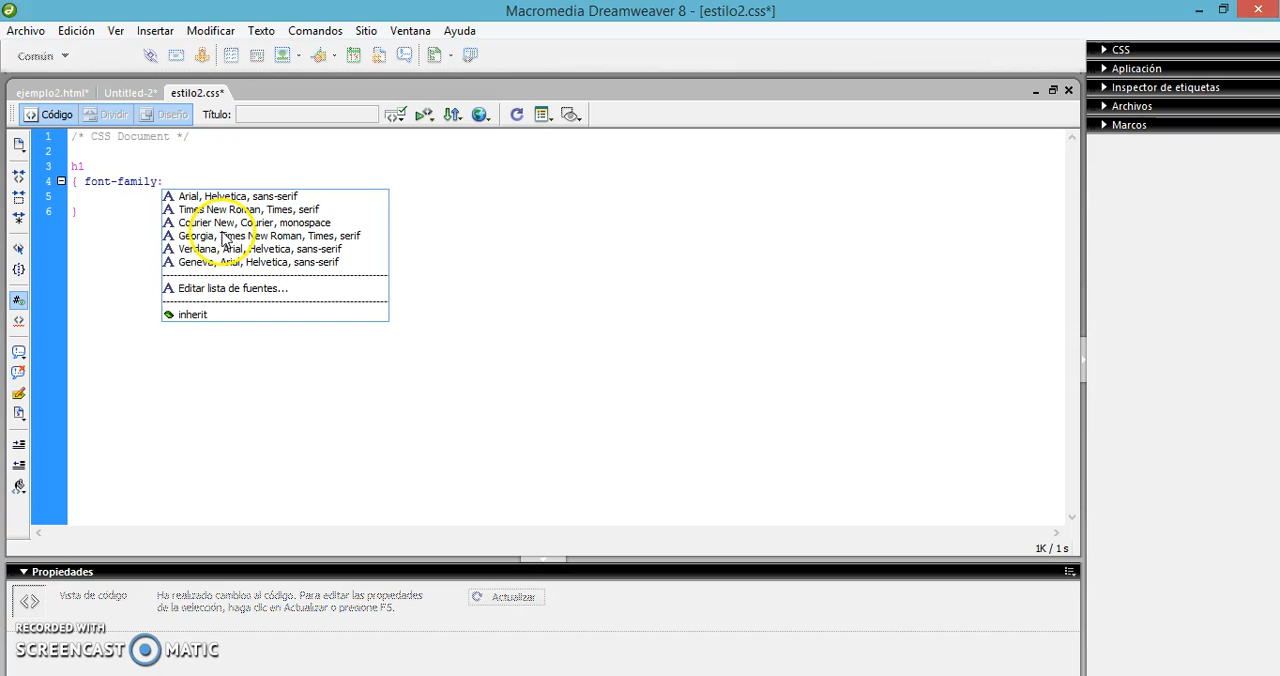 Macromedia Dreamweaver 8 - [estilo2.css*]
Archivo Edición Ver Insertar Modificar Texto Comandos Sitio Ventana Ayuda
Común
CSS
Aplicación
Inspector de etiquetas
Archivos
Marcos
ejemplo2.html* Untitled-2* estilo2.css*
Código Dividir Diseño Título:
1 /* CSS Document */
2
3 h1
4 { font-family:
5
6 }
Arial, Helvetica, sans-serif
Times New Roman, Times, serif
Courier New, Courier, monospace
Georgia, Times New Roman, Times, serif
Verdana, Arial, Helvetica, sans-serif
Geneva, Arial, Helvetica, sans-serif
Editar lista de fuentes...
inherit
1K / 1 s
Propiedades
Vista de código
Ha realizado cambios al código. Para editar las propiedades
de la selección, haga clic en Actualizar o presione F5.
Actualizar
RECORDED WITH
SCREENCAST MATIC